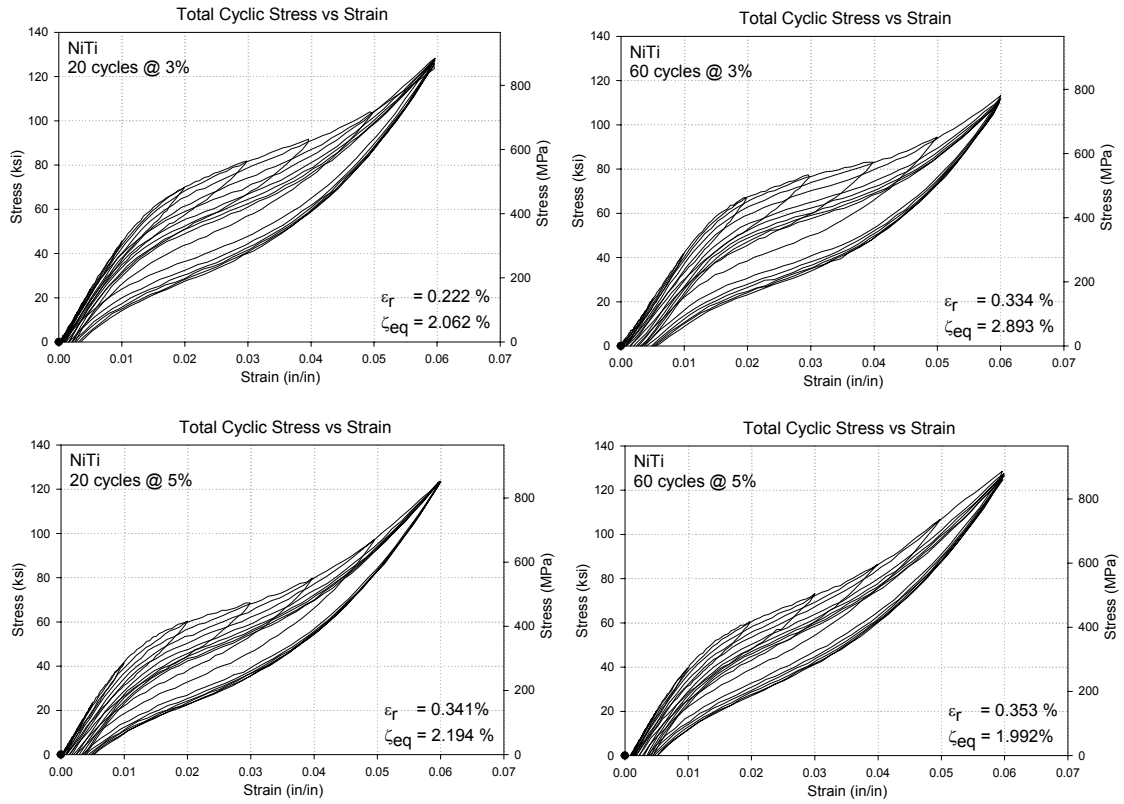 Total Cyclic Stress vs Strain
NiTi
20 cycles @ 3%
140
120
100
80
60
40
20
0
Stress (ksi)
800
600
400
200
0
Stress (MPa)
εr = 0.222 %
ζeq = 2.062 %
0.00 0.01 0.02 0.03 0.04 0.05 0.06 0.07
Strain (in/in)
Total Cyclic Stress vs Strain
NiTi
60 cycles @ 3%
140
120
100
80
60
40
20
0
Stress (ksi)
800
600
400
200
0
Stress (MPa)
εr = 0.334 %
ζeq = 2.893 %
0.00 0.01 0.02 0.03 0.04 0.05 0.06 0.07
Strain (in/in)
Total Cyclic Stress vs Strain
NiTi
20 cycles @ 5%
140
120
100
80
60
40
20
0
Stress (ksi)
800
600
400
200
0
Stress (MPa)
εr = 0.341%
ζeq = 2.194 %
0.00 0.01 0.02 0.03 0.04 0.05 0.06 0.07
Strain (in/in)
Total Cyclic Stress vs Strain
NiTi
60 cycles @ 5%
140
120
100
80
60
40
20
0
Stress (ksi)
800
600
400
200
0
Stress (MPa)
εr = 0.353 %
ζeq = 1.992%
0.00 0.01 0.02 0.03 0.04 0.05 0.06 0.07
Strain (in/in)